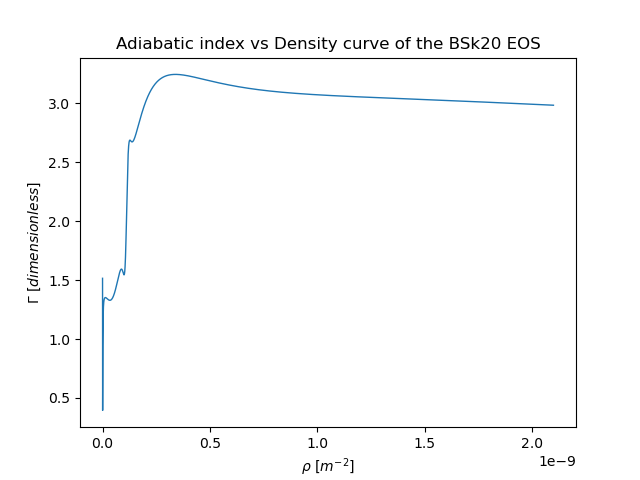 Adiabatic index vs Density curve of the BSk20 EOS
3.0
2.5
2.0
1.5
1.0
0.5
Γ [dimensionless]
0.0 0.5 1.0 1.5 2.0
1e−9
ρ [m⁻²]